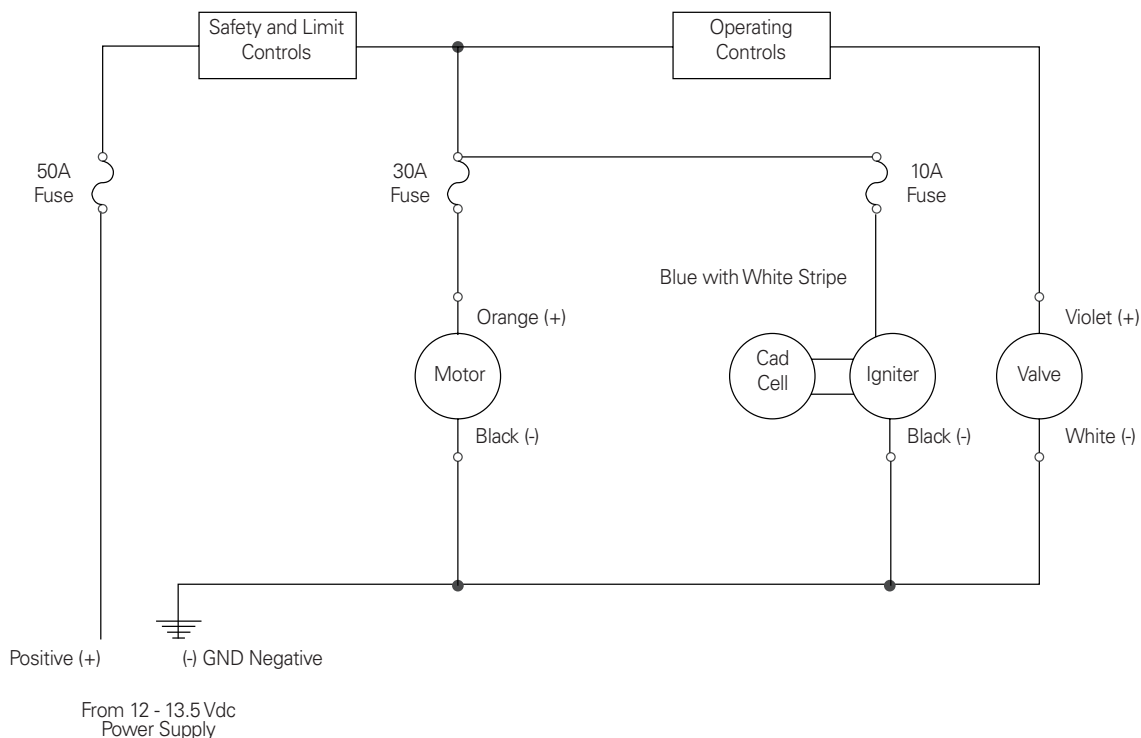 Safety and Limit
Controls
Operating
Controls
50A
Fuse
30A
Fuse
10A
Fuse
Blue with White Stripe
Orange (+)
Violet (+)
Motor
Cad
Cell
Igniter
Valve
Black (-)
Black (-)
White (-)
Positive (+)
(-) GND Negative
From 12 - 13.5 Vdc
Power Supply